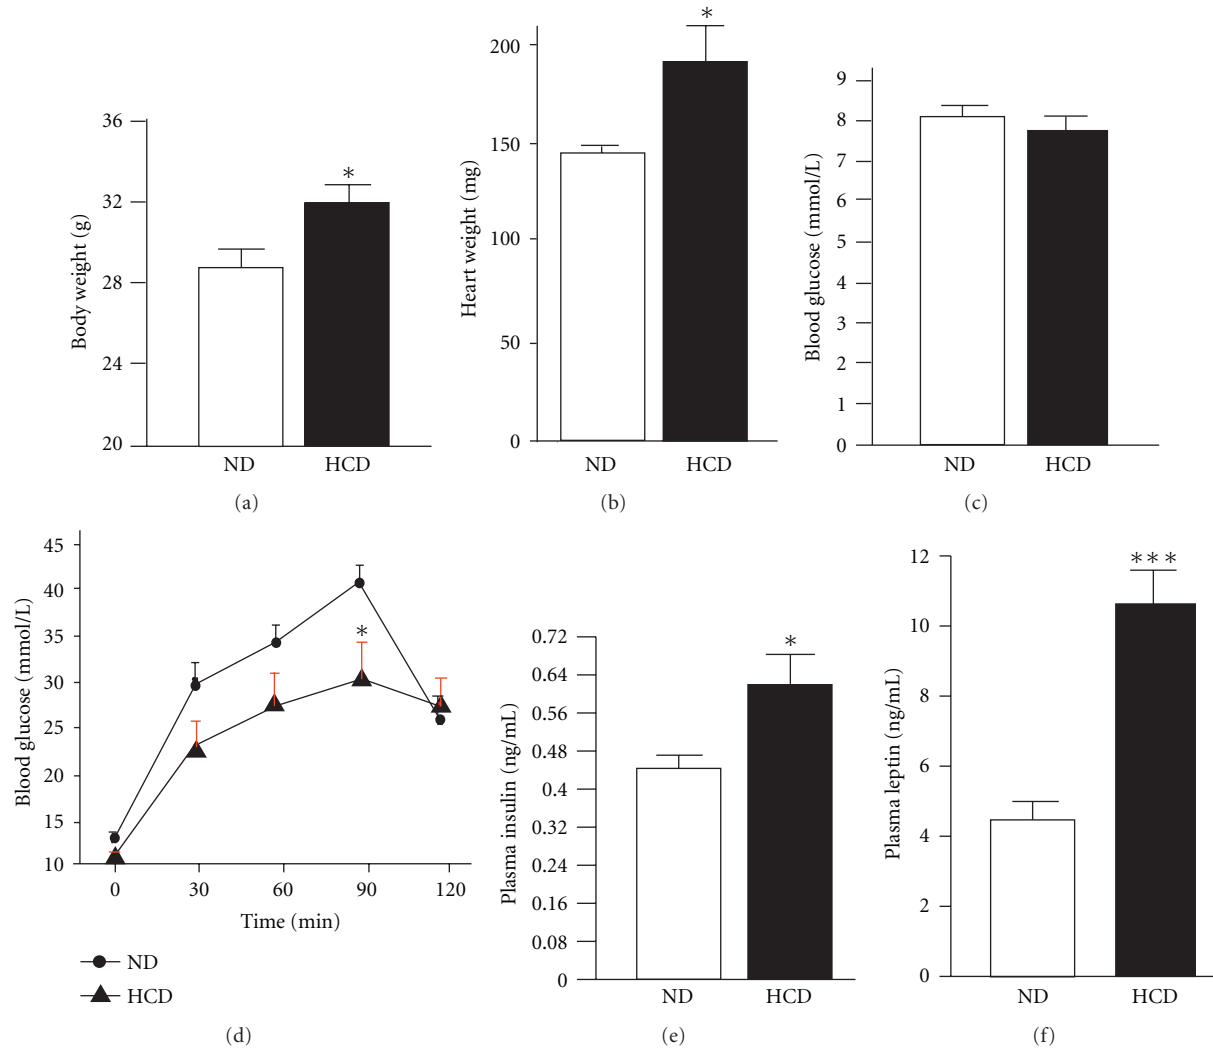 36
32
28
24
20
Body weight (g)
*
ND HCD
(a)
200
150
100
50
0
Heart weight (mg)
*
ND HCD
(b)
9
8
7
6
5
4
3
2
1
0
Blood glucose (mmol/L)
ND HCD
(c)
45
40
35
30
25
20
15
10
Blood glucose (mmol/L)
*
0 30 60 90 120
Time (min)
ND
HCD
(d)
0.72
0.64
0.56
0.48
0.4
0.32
0.24
0.16
0.08
0
Plasma insulin (ng/mL)
*
ND HCD
(e)
12
10
8
6
4
2
0
Plasma leptin (ng/mL)
***
ND HCD
(f)